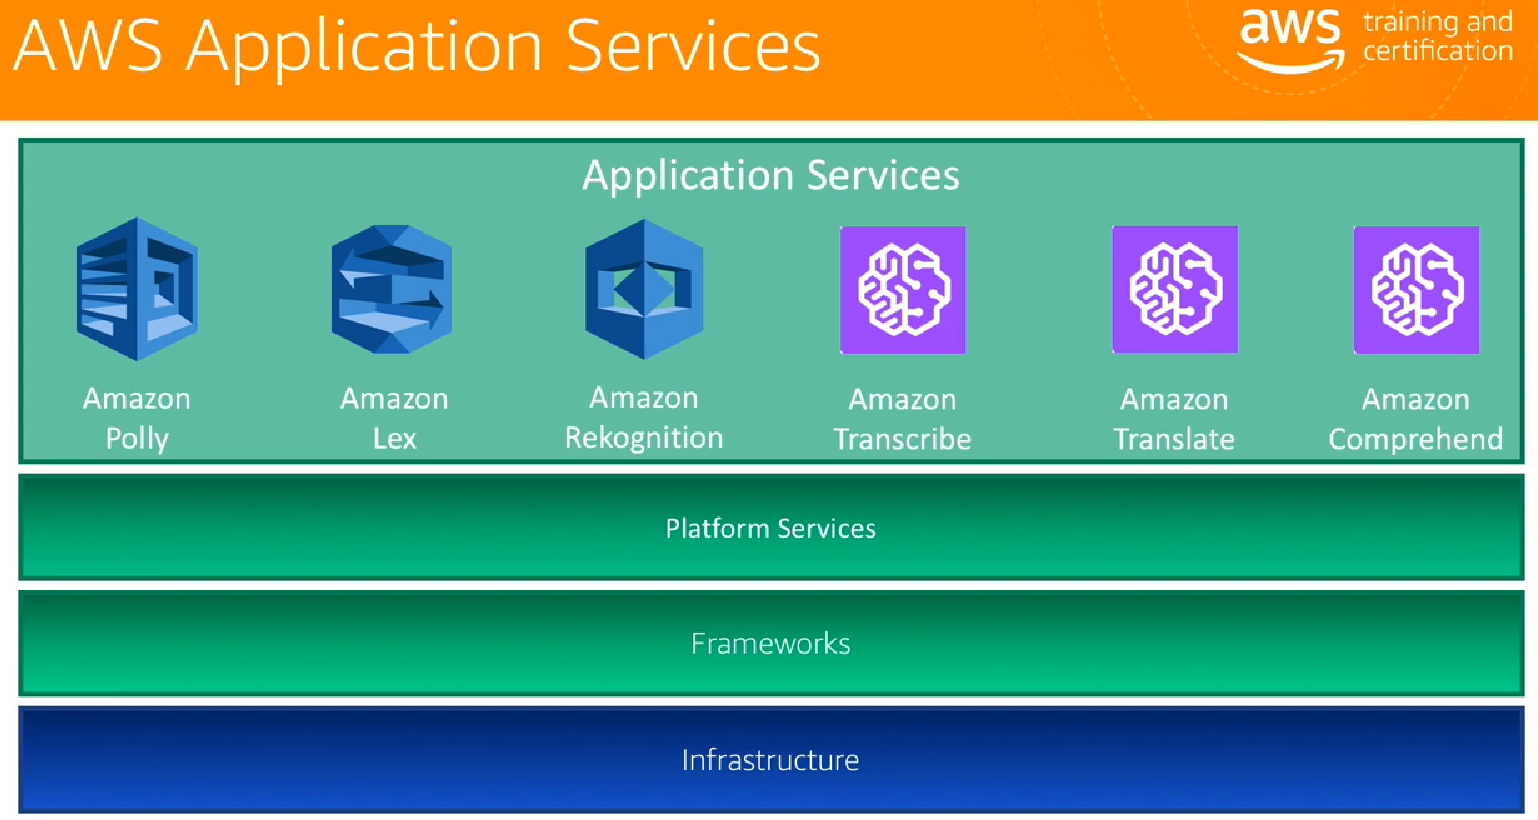 AWS Application Services
aws training and
certification
Application Services
Amazon
Polly
Amazon
Lex
Amazon
Rekognition
Amazon
Transcribe
Amazon
Translate
Amazon
Comprehend
Platform Services
Frameworks
Infrastructure